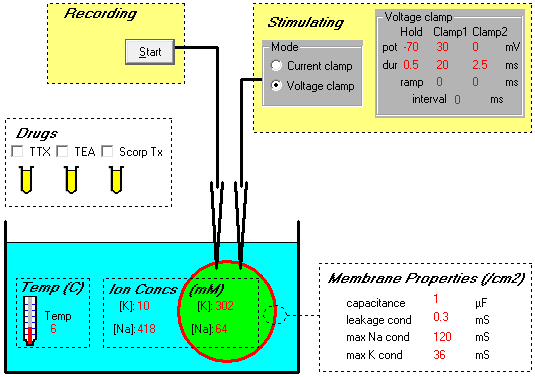 Recording
Start
Stimulating
Mode
Current clamp
Voltage clamp
Voltage clamp
Hold Clamp1 Clamp2
pot -70 30 0 mV
dur 0.5 20 2.5 ms
ramp 0 0 ms
interval 0 ms
Drugs
TTX TEA Scorp Tx
Temp (C)
Temp
6
Ion Concs (mM)
[K]: 10 [K]: 302
[Na]: 418 [Na]: 64
Membrane Properties (/cm2)
capacitance 1 µF
leakage cond 0.3 mS
max Na cond 120 mS
max K cond 36 mS